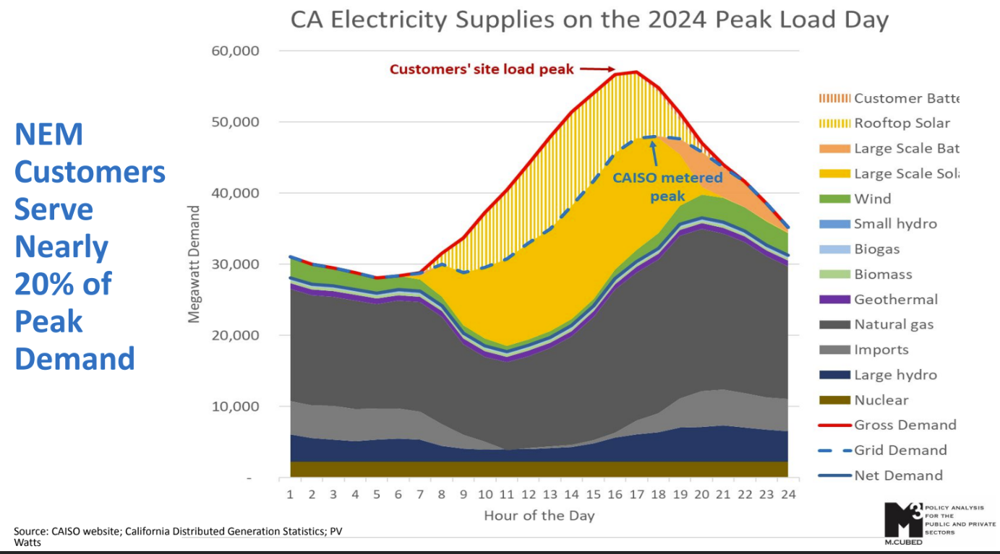 CA Electricity Supplies on the 2024 Peak Load Day
NEM
Customers
Serve
Nearly
20% of
Peak
Demand
Megawatt Demand
60,000
50,000
40,000
30,000
20,000
10,000
-
Customers' site load peak
CAISO metered
peak
1 2 3 4 5 6 7 8 9 10 11 12 13 14 15 16 17 18 19 20 21 22 23 24
Hour of the Day
Customer Batte
Rooftop Solar
Large Scale Bat
Large Scale Sola
Wind
Small hydro
Biogas
Biomass
Geothermal
Natural gas
Imports
Large hydro
Nuclear
Gross Demand
Grid Demand
Net Demand
Source: CAISO website; California Distributed Generation Statistics; PV
Watts
M3
M.CUBED
POLICY ANALYSIS
FOR THE
PUBLIC AND PRIVATE
SECTORS